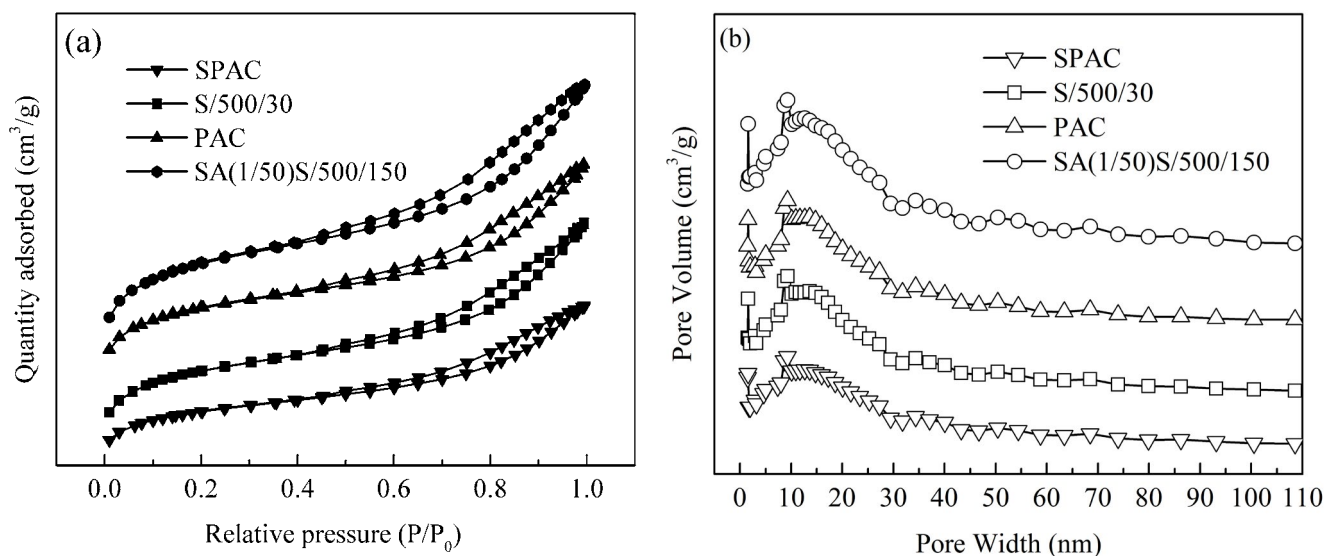 (a)
SPAC
S/500/30
PAC
SA(1/50)S/500/150
Quantity adsorbed (cm³/g)
0.0 0.2 0.4 0.6 0.8 1.0
Relative pressure (P/P₀)
(b)
SPAC
S/500/30
PAC
SA(1/50)S/500/150
Pore Volume (cm³/g)
0 10 20 30 40 50 60 70 80 90 100 110
Pore Width (nm)